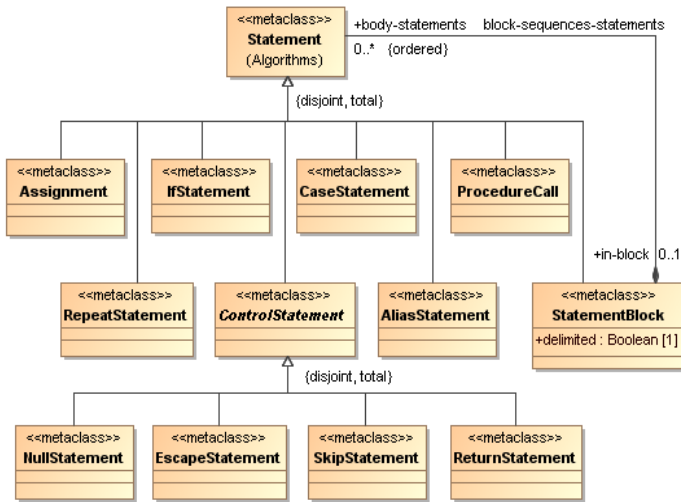 <<metaclass>>
Statement
(Algorithms)
+body-statements block-sequences-statements
0..* {ordered}
{disjoint, total}
<<metaclass>>
Assignment
<<metaclass>>
IfStatement
<<metaclass>>
CaseStatement
<<metaclass>>
ProcedureCall
+in-block 0..1
<<metaclass>>
RepeatStatement
<<metaclass>>
ControlStatement
<<metaclass>>
AliasStatement
<<metaclass>>
StatementBlock
+delimited : Boolean [1]
{disjoint, total}
<<metaclass>>
NullStatement
<<metaclass>>
EscapeStatement
<<metaclass>>
SkipStatement
<<metaclass>>
ReturnStatement